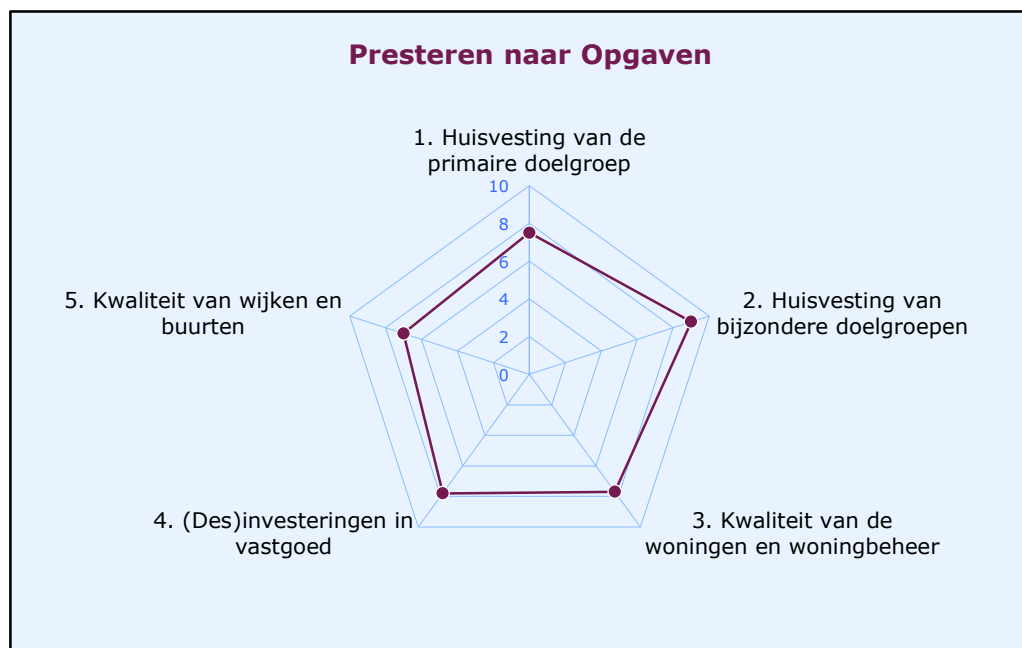 Presteren naar Opgaven
1. Huisvesting van de
primaire doelgroep
10
8
6
4
2
0
5. Kwaliteit van wijken en
buurten
2. Huisvesting van
bijzondere doelgroepen
4. (Des)investeringen in
vastgoed
3. Kwaliteit van de
woningen en woningbeheer